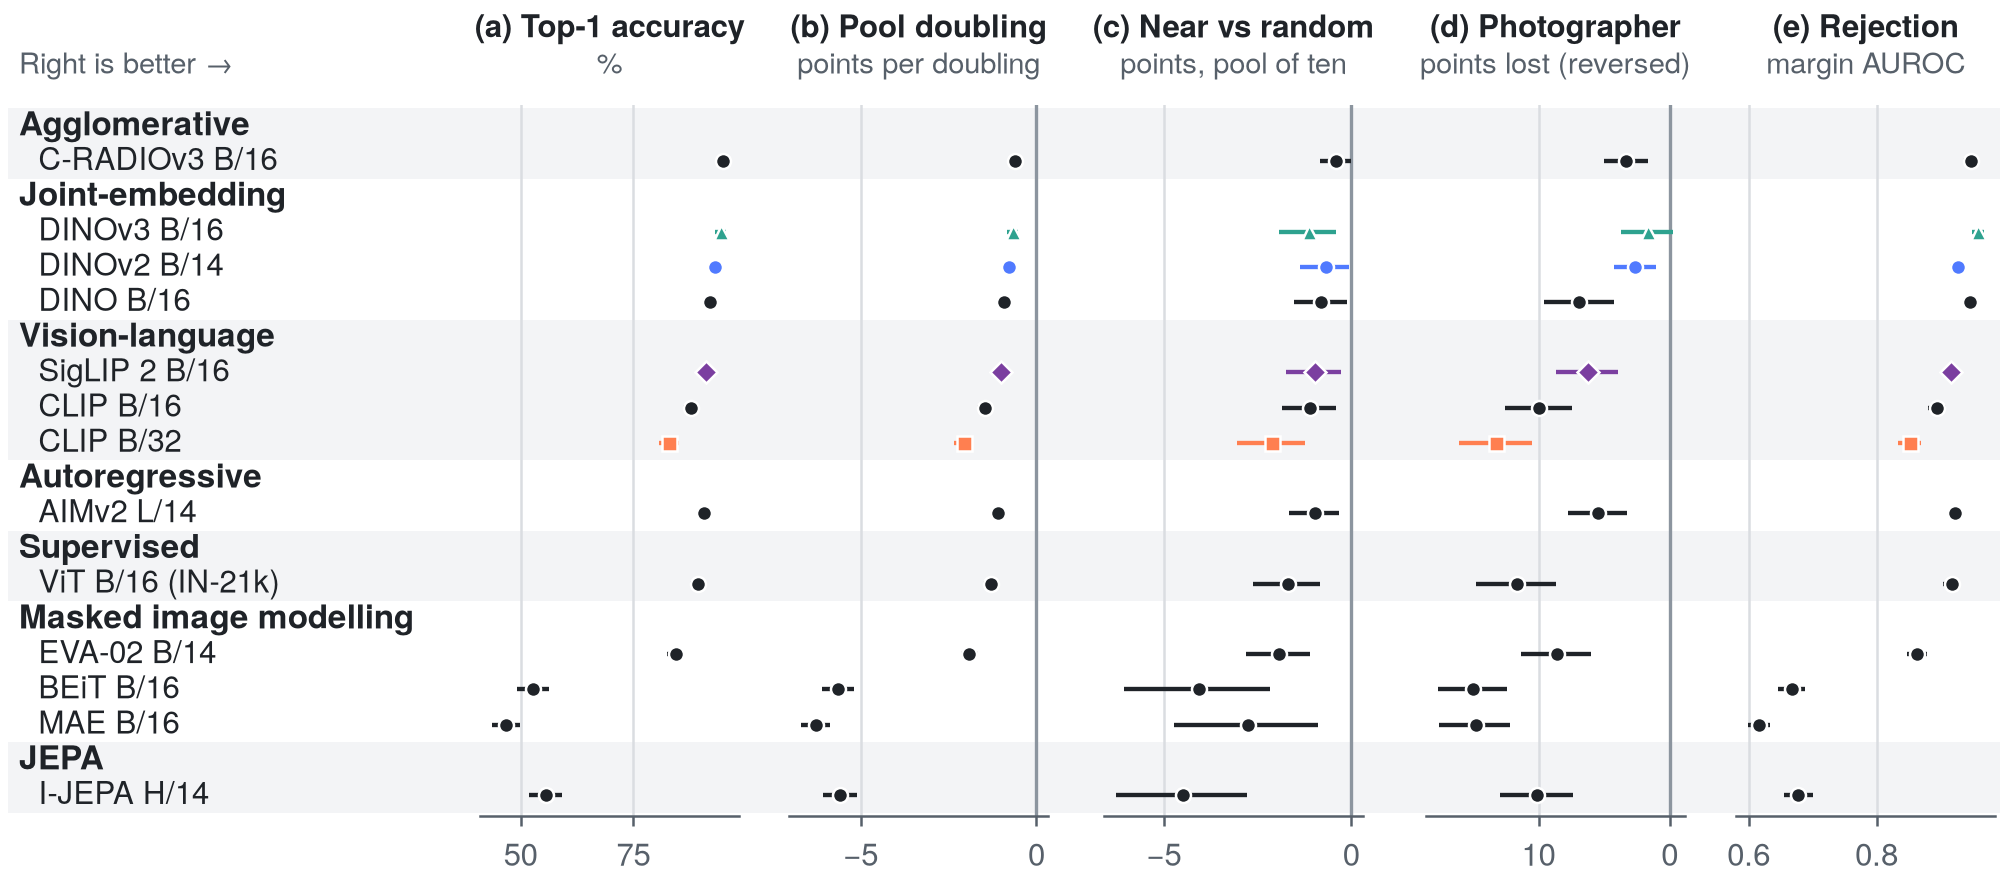 (a) Top-1 accuracy (b) Pool doubling (c) Near vs random (d) Photographer (e) Rejection
Right is better → % points per doubling points, pool of ten points lost (reversed) margin AUROC
Agglomerative
C-RADIOv3 B/16
Joint-embedding
DINOv3 B/16
DINOv2 B/14
DINO B/16
Vision-language
SigLIP 2 B/16
CLIP B/16
CLIP B/32
Autoregressive
AIMv2 L/14
Supervised
ViT B/16 (IN-21k)
Masked image modelling
EVA-02 B/14
BEiT B/16
MAE B/16
JEPA
I-JEPA H/14
50 75 −5 0 −5 0 10 0 0.6 0.8